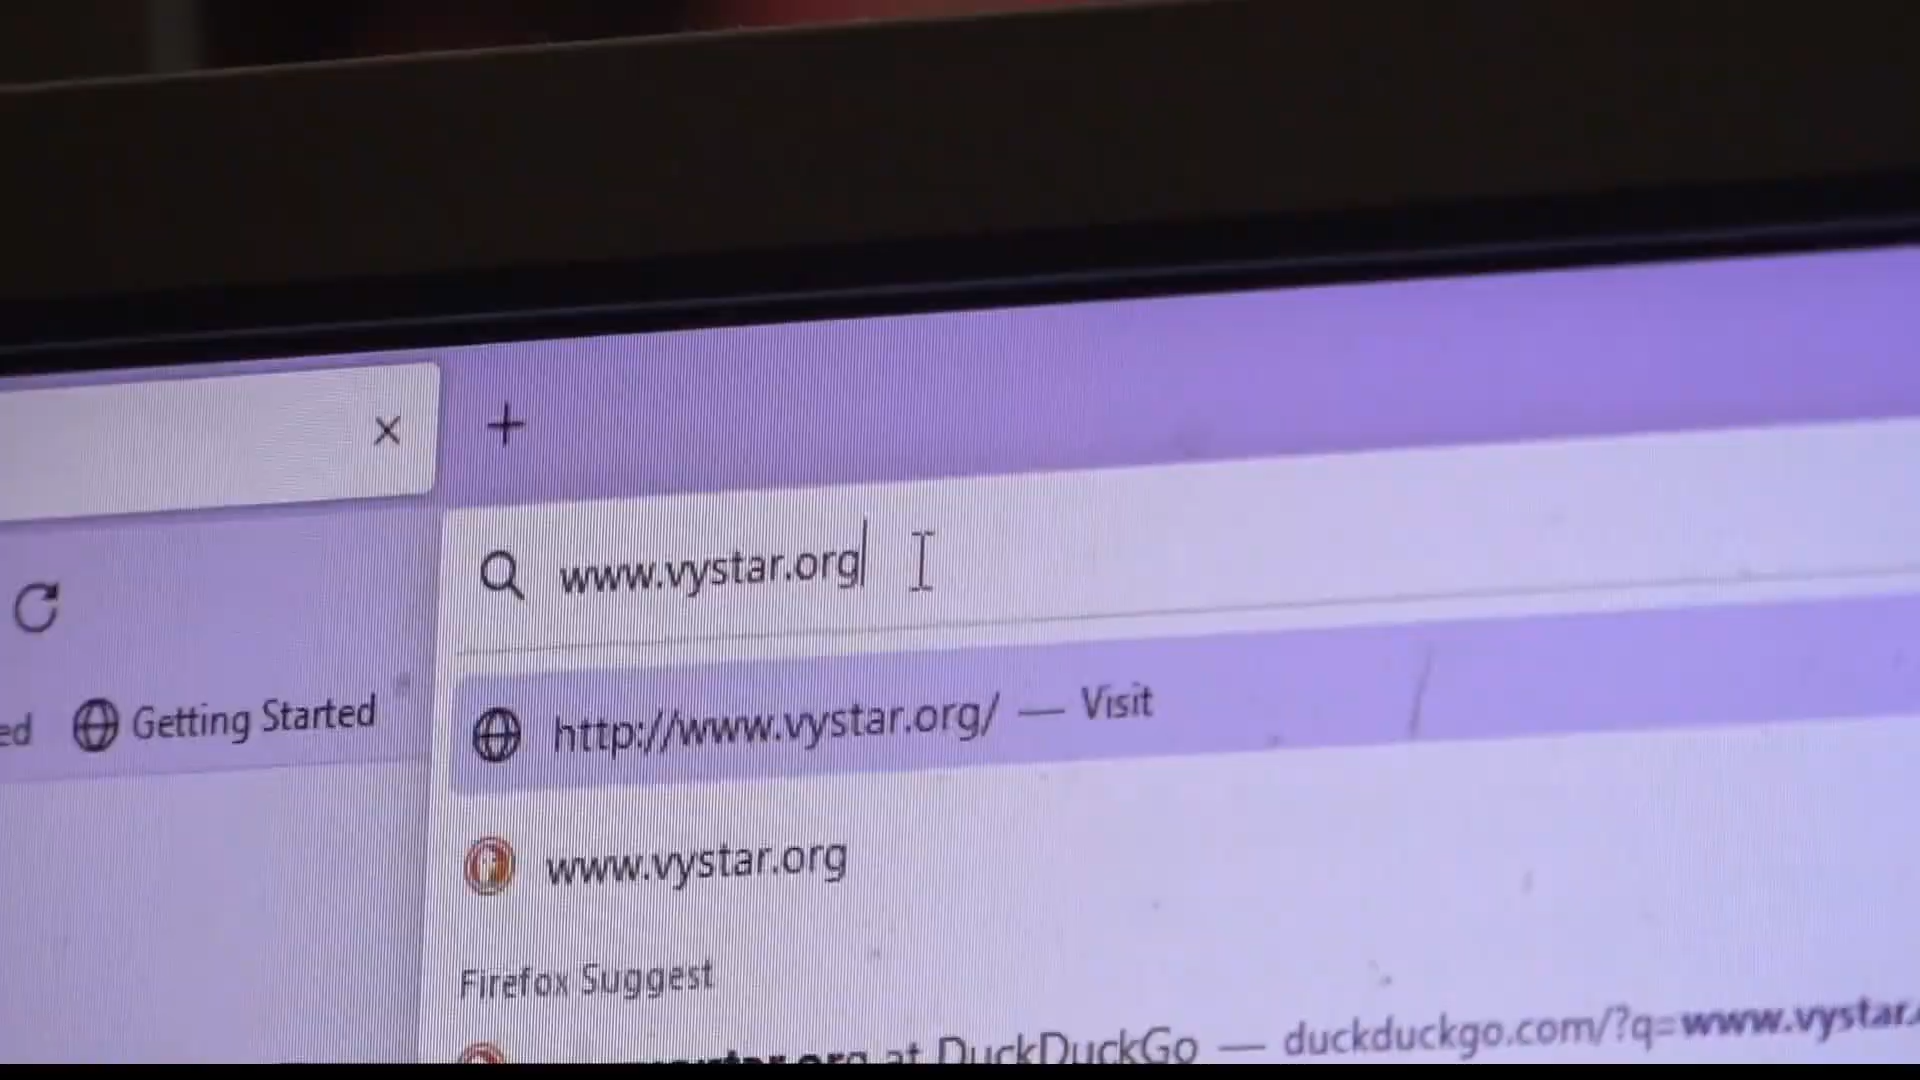 www.vystar.org
ed Getting Started
http://www.vystar.org/ — Visit
www.vystar.org
Firefox Suggest
at DuckDuckGo — duckduckgo.com/?q=www.vystar.